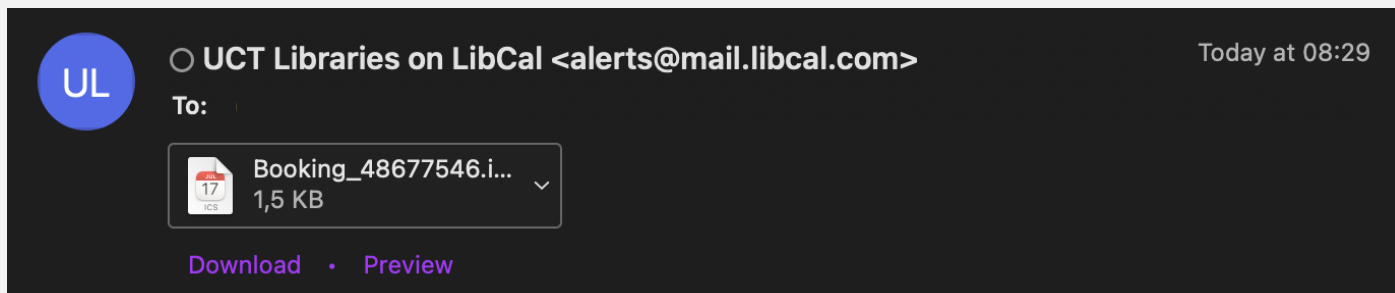 UL
UCT Libraries on LibCal <alerts@mail.libcal.com>
Today at 08:29
To:
JUL
17
ICS
Booking_48677546.i...
1,5 KB
Download • Preview